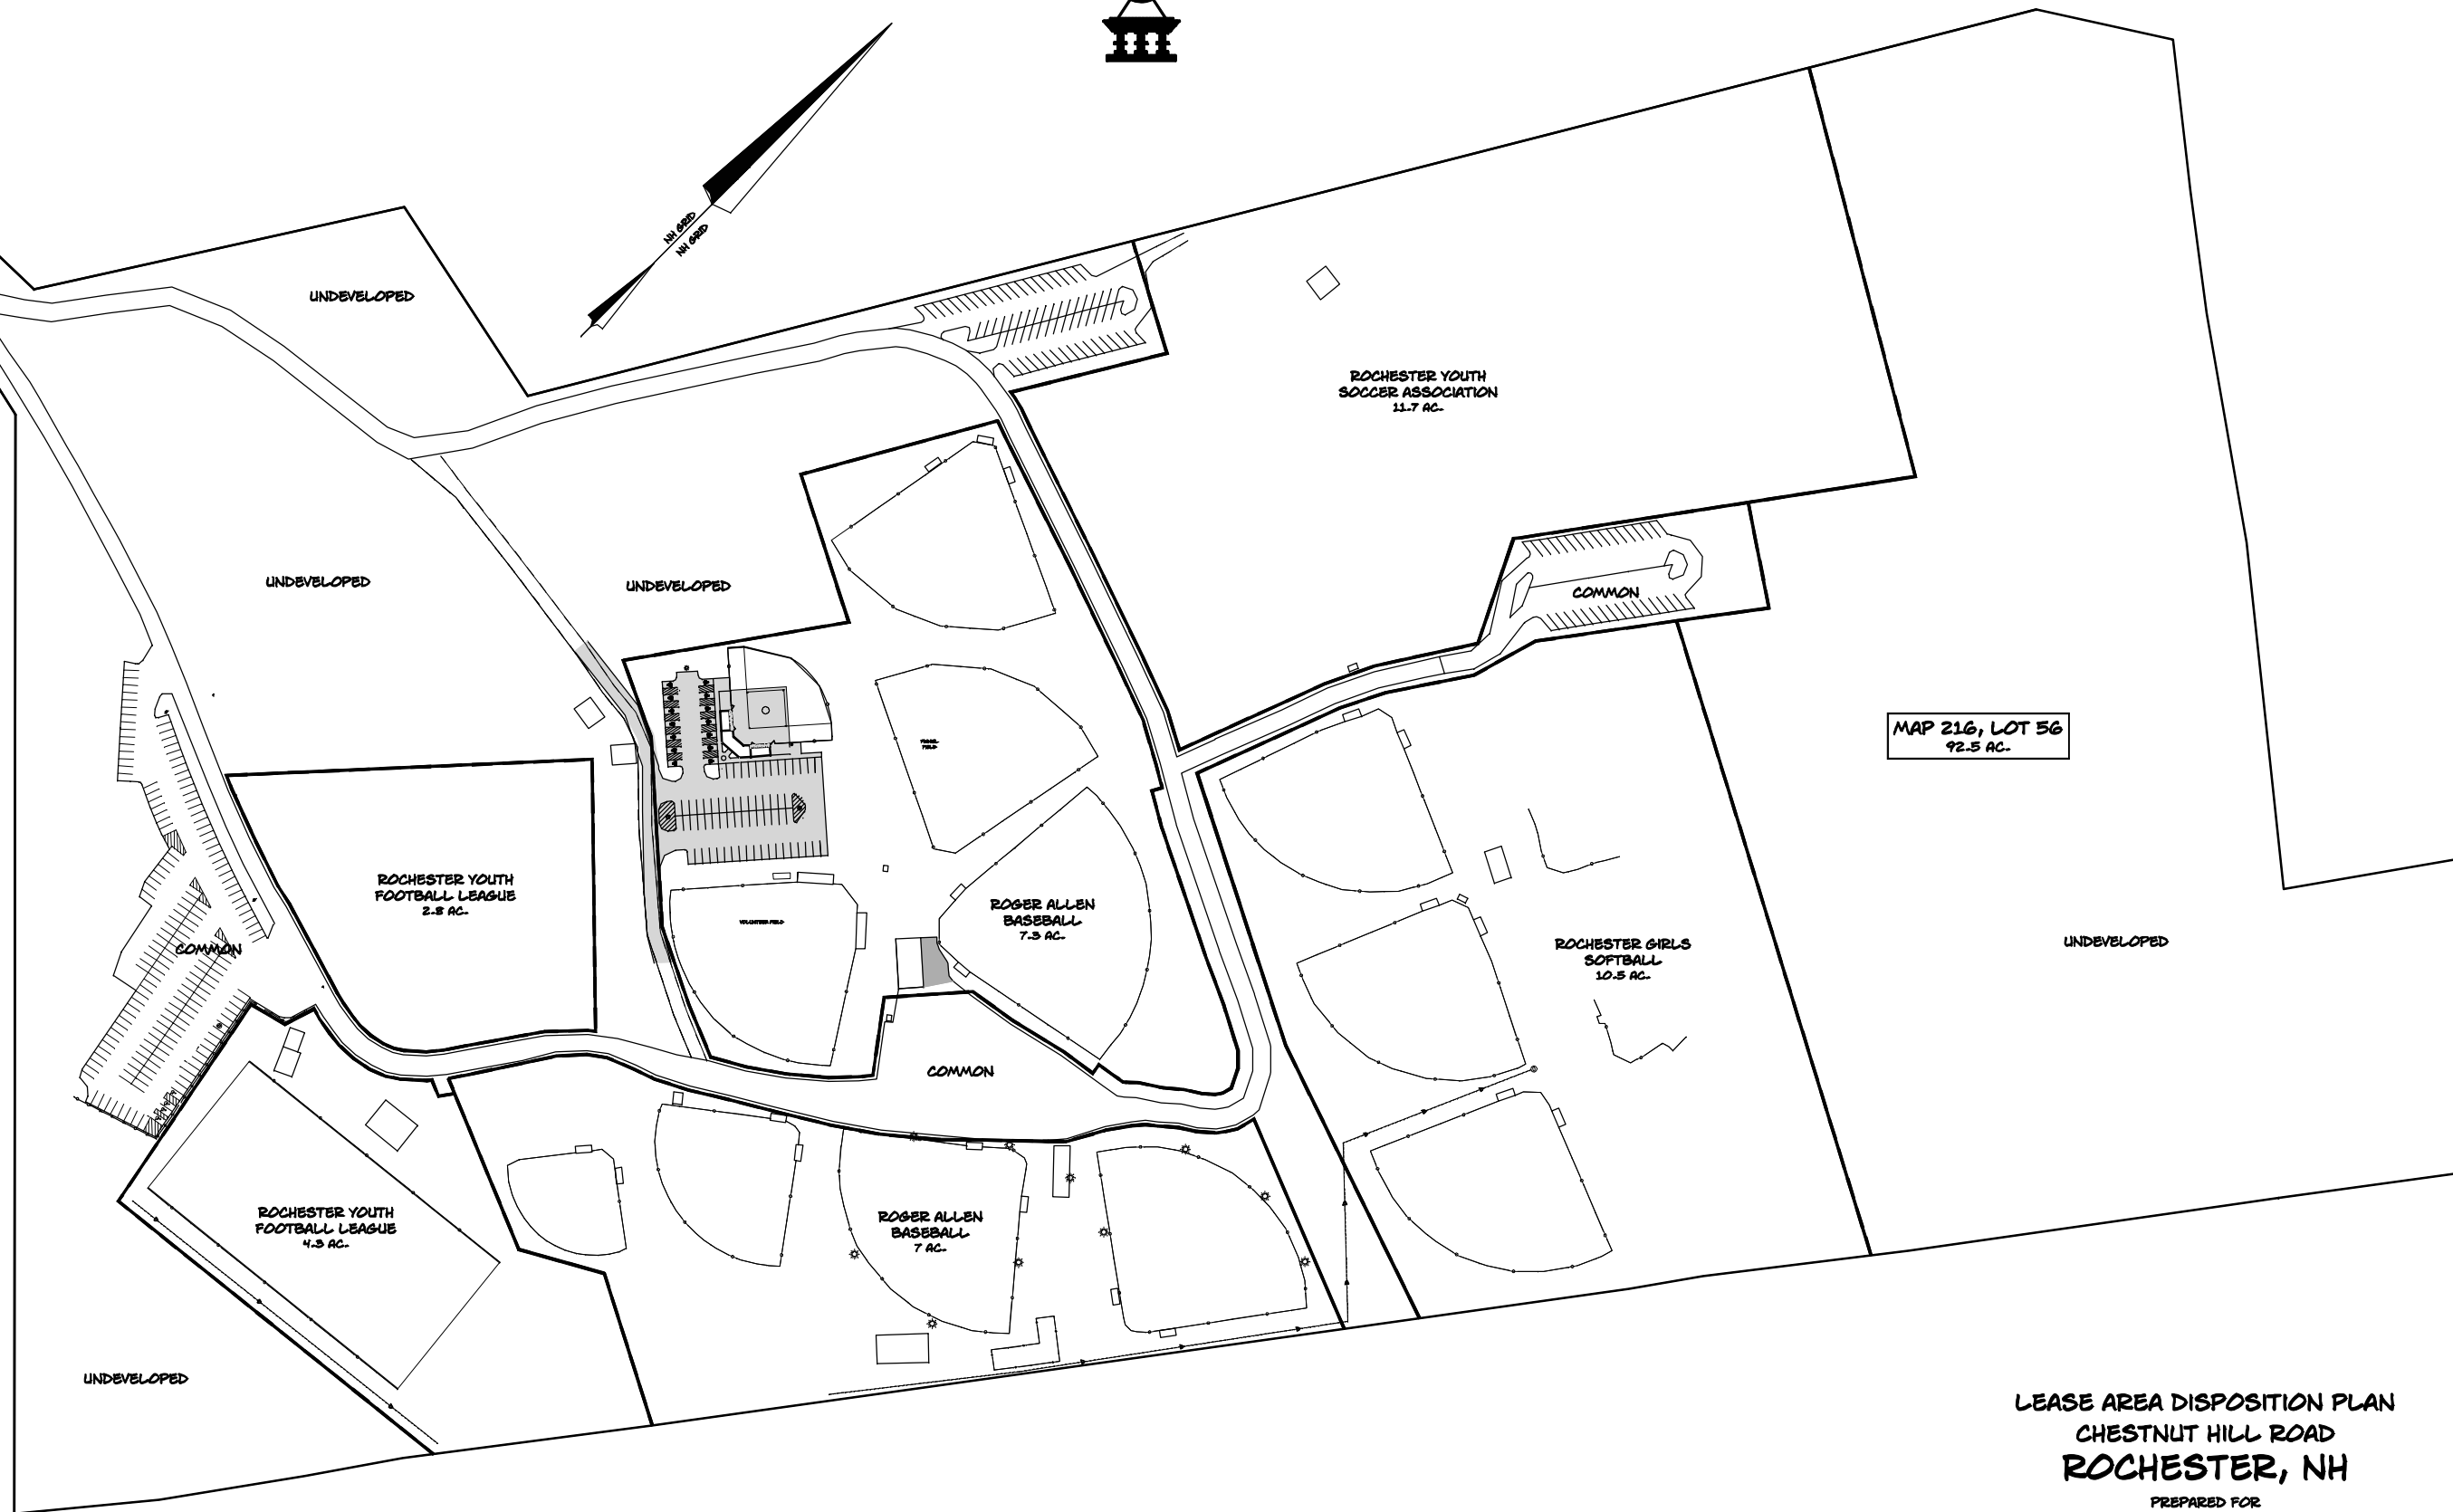 NH GRID
NH GRID
UNDEVELOPED
ROCHESTER YOUTH
SOCCER ASSOCIATION
11.7 AC.
UNDEVELOPED
UNDEVELOPED
COMMON
MAP 216, LOT 56
92.5 AC.
FIELD
ROCHESTER YOUTH
FOOTBALL LEAGUE
2.8 AC.
VOLUNTEER FIELD
ROGER ALLEN
BASEBALL
7.3 AC.
COMMON
ROCHESTER GIRLS
SOFTBALL
10.5 AC.
UNDEVELOPED
COMMON
ROCHESTER YOUTH
FOOTBALL LEAGUE
4.3 AC.
ROGER ALLEN
BASEBALL
7 AC.
UNDEVELOPED
LEASE AREA DISPOSITION PLAN
CHESTNUT HILL ROAD
ROCHESTER, NH
PREPARED FOR